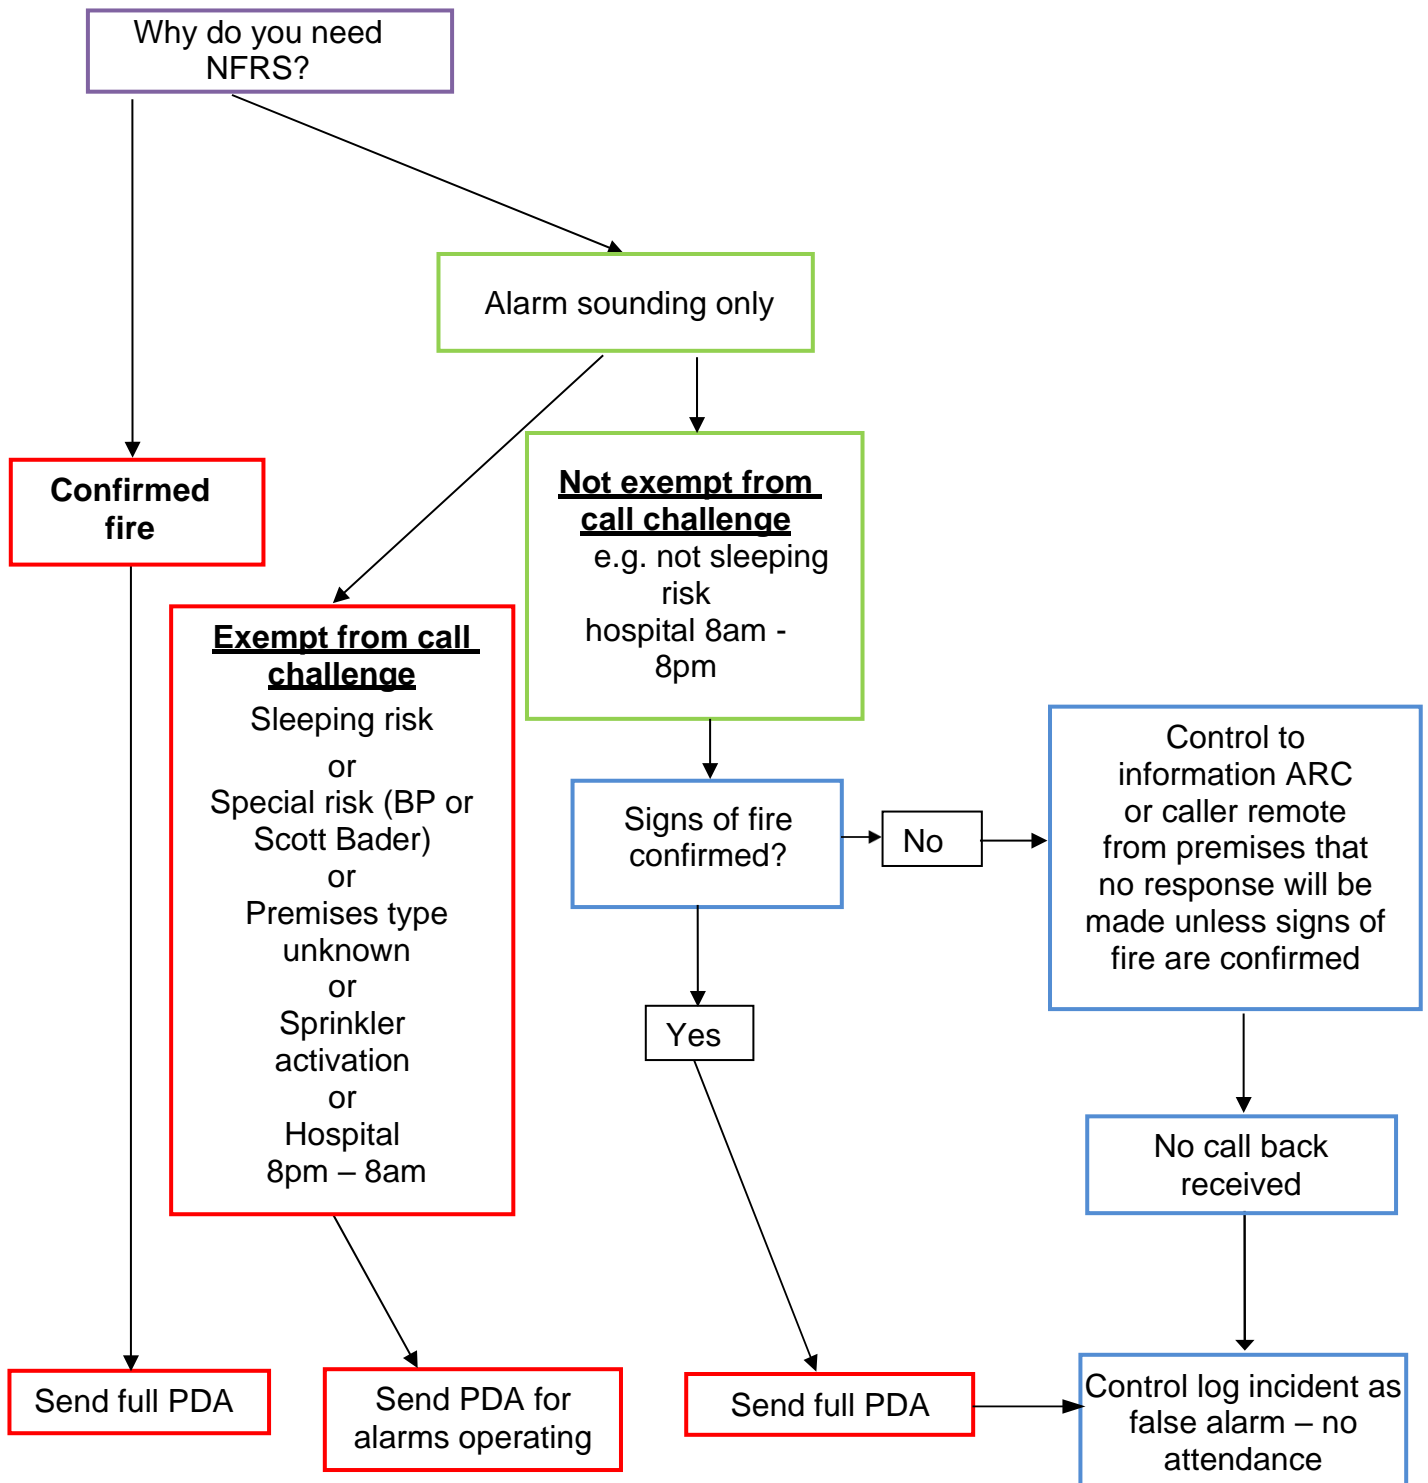 Why do you need
NFRS?
Alarm sounding only
Confirmed
fire
Not exempt from
call challenge
e.g. not sleeping
risk
hospital 8am -
8pm
Exempt from call
challenge
Sleeping risk
or
Special risk (BP or
Scott Bader)
or
Premises type
unknown
or
Sprinkler
activation
or
Hospital
8pm – 8am
Signs of fire
confirmed?
No
Control to
information ARC
or caller remote
from premises that
no response will be
made unless signs of
fire are confirmed
Yes
No call back
received
Send full PDA
Send PDA for
alarms operating
Send full PDA
Control log incident as
false alarm – no
attendance